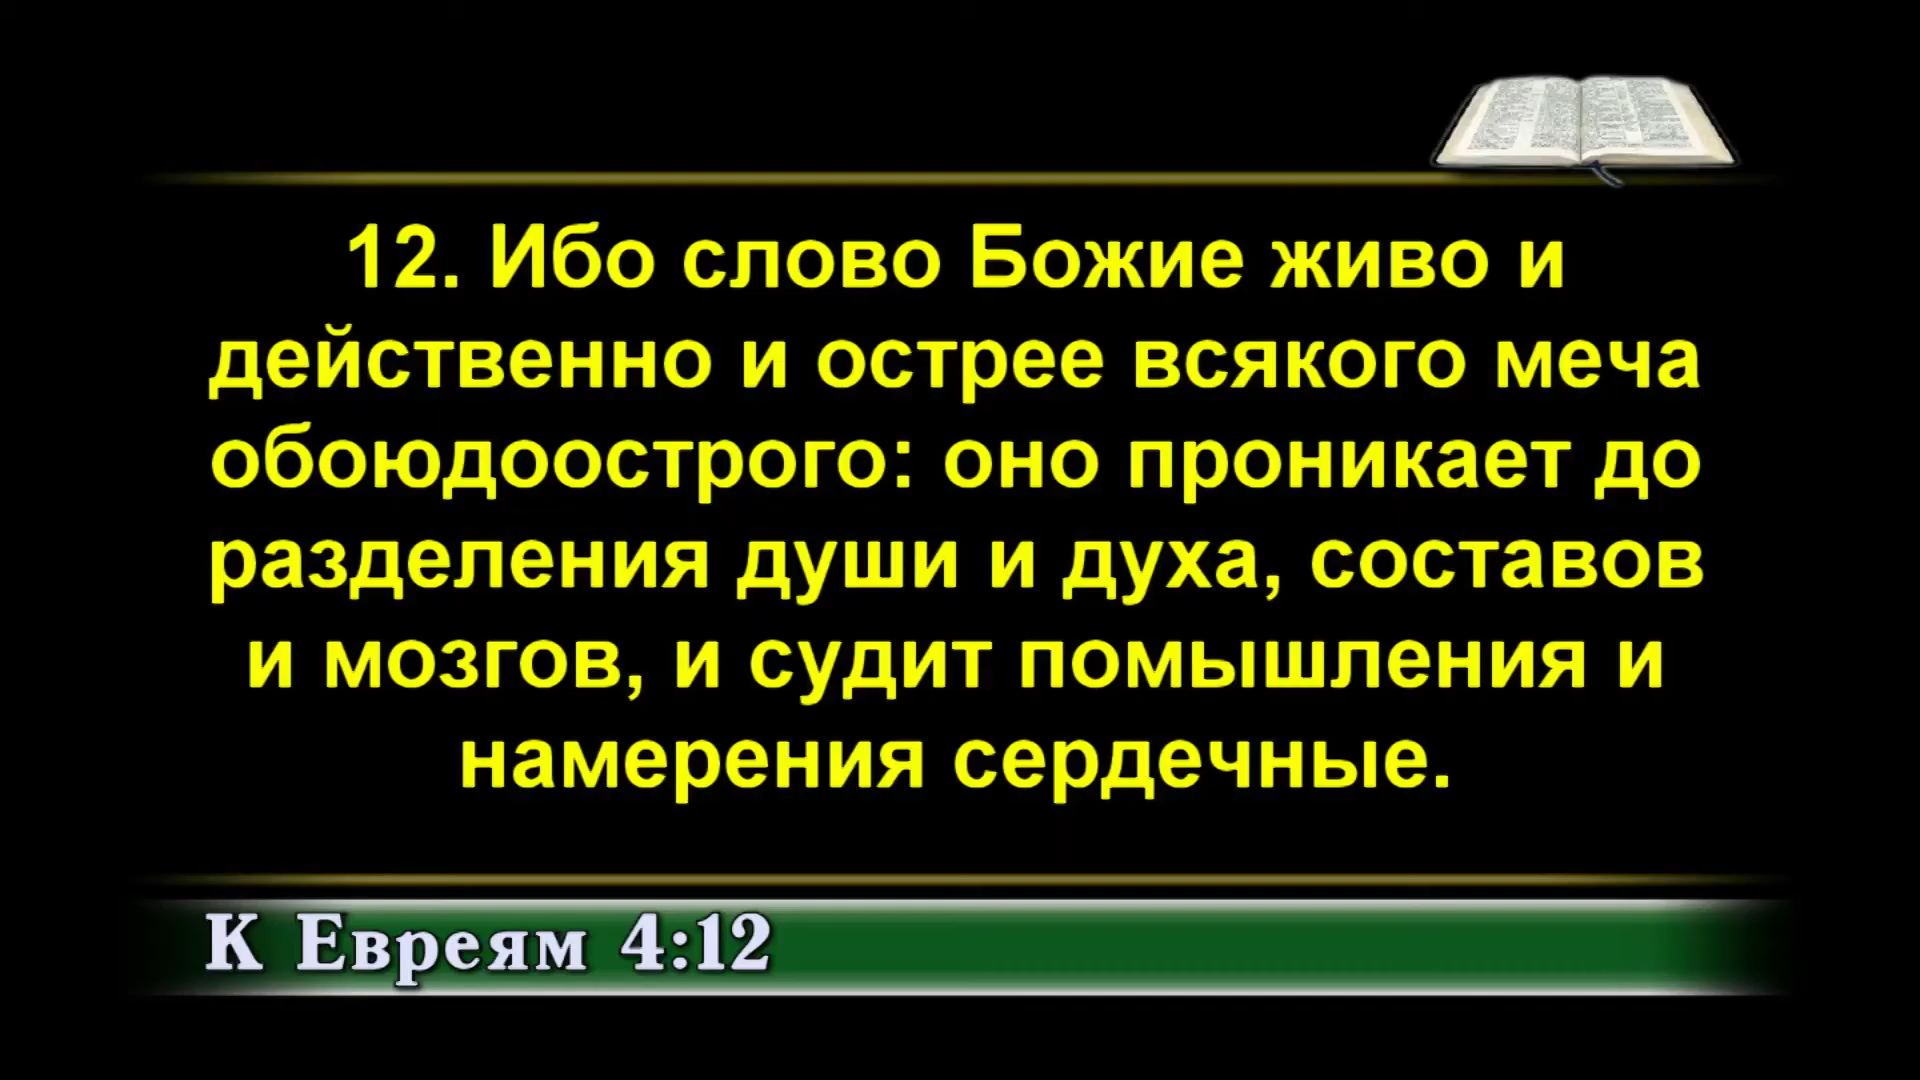 12. Ибо слово Божие живо и
действенно и острее всякого меча
обоюдоострого: оно проникает до
разделения души и духа, составов
и мозгов, и судит помышления и
намерения сердечные.
К Евреям 4:12